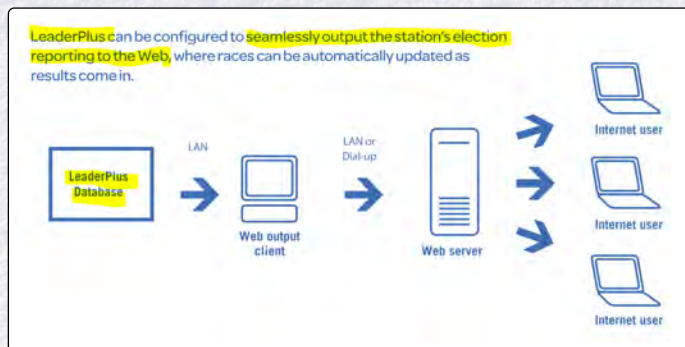 LeaderPlus can be configured to seamlessly output the station's election
reporting to the Web, where races can be automatically updated as
results come in.
LeaderPlus
Database
LAN
Web output
client
LAN or
Dial-up
Web server
Internet user
Internet user
Internet user